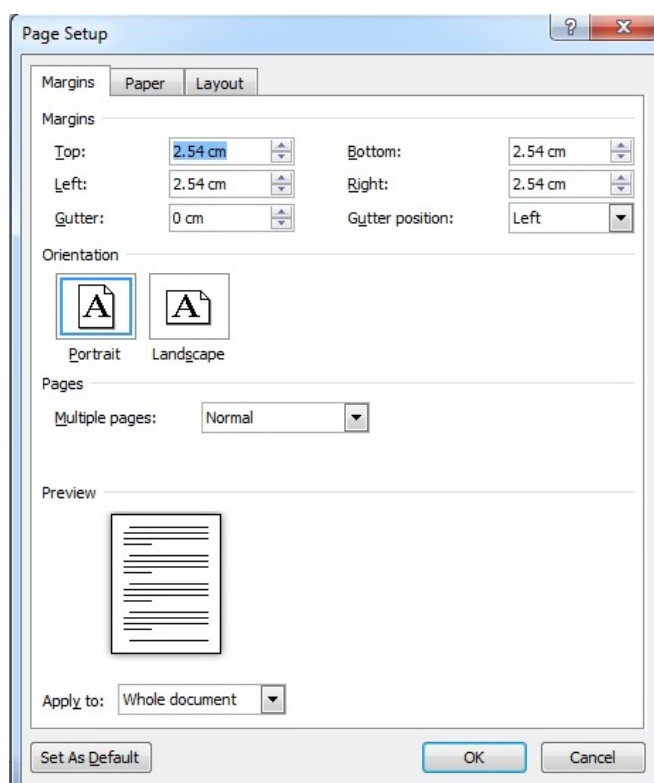 Page Setup
Margins Paper Layout
Margins
Top: 2.54 cm Bottom: 2.54 cm
Left: 2.54 cm Right: 2.54 cm
Gutter: 0 cm Gutter position: Left
Orientation
A A
Portrait Landscape
Pages
Multiple pages: Normal
Preview
Apply to: Whole document
Set As Default OK Cancel